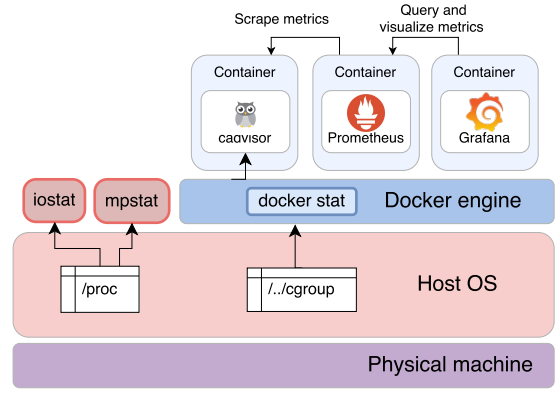 Scrape metrics
Query and
visualize metrics
Container
Container
Container
cadvisor
Prometheus
Grafana
iostat
mpstat
docker stat
Docker engine
/proc
/../cgroup
Host OS
Physical machine